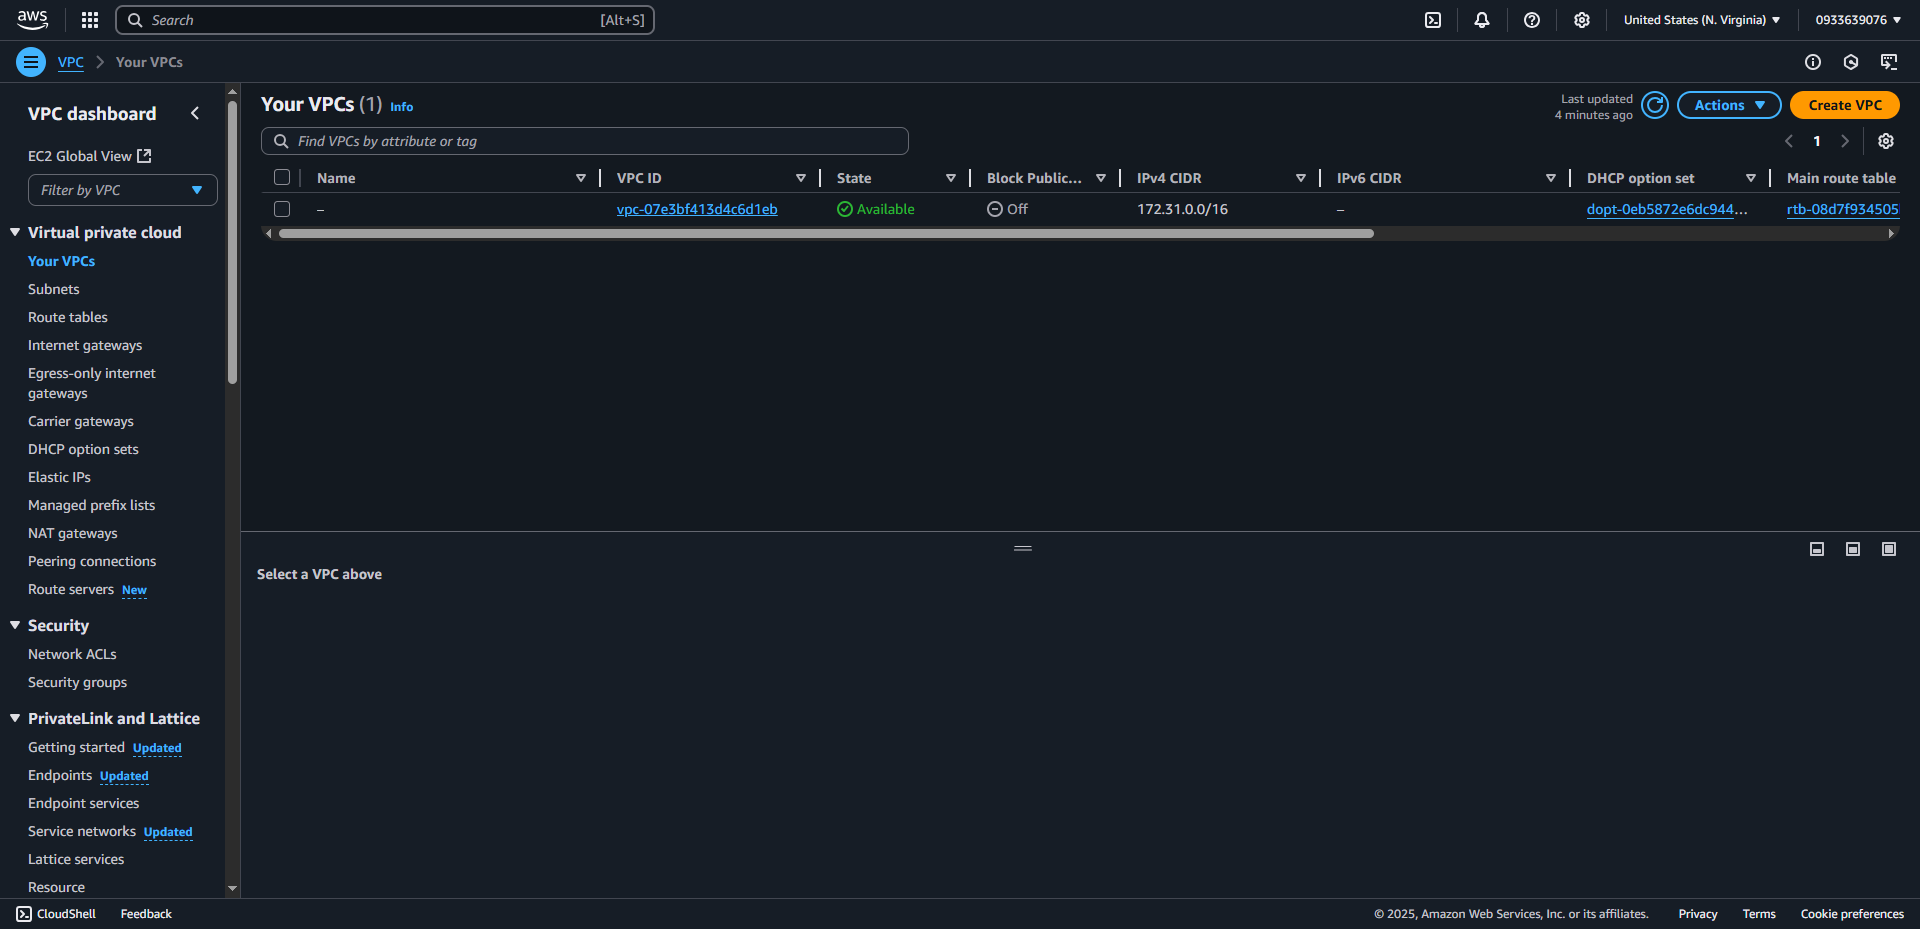 aws
Search [Alt+S]
United States (N. Virginia)
0933639076
VPC
Your VPCs
VPC dashboard
EC2 Global View
Filter by VPC
Virtual private cloud
Your VPCs
Subnets
Route tables
Internet gateways
Egress-only internet
gateways
Carrier gateways
DHCP option sets
Elastic IPs
Managed prefix lists
NAT gateways
Peering connections
Route servers New
Security
Network ACLs
Security groups
PrivateLink and Lattice
Getting started Updated
Endpoints Updated
Endpoint services
Service networks Updated
Lattice services
Resource
Your VPCs (1) Info
Last updated
4 minutes ago
Actions
Create VPC
Find VPCs by attribute or tag
1
Name VPC ID State Block Public... IPv4 CIDR IPv6 CIDR DHCP option set Main route table
– vpc-07e3bf413d4c6d1eb Available Off 172.31.0.0/16 – dopt-0eb5872e6dc944... rtb-08d7f934505
Select a VPC above
CloudShell Feedback © 2025, Amazon Web Services, Inc. or its affiliates. Privacy Terms Cookie preferences